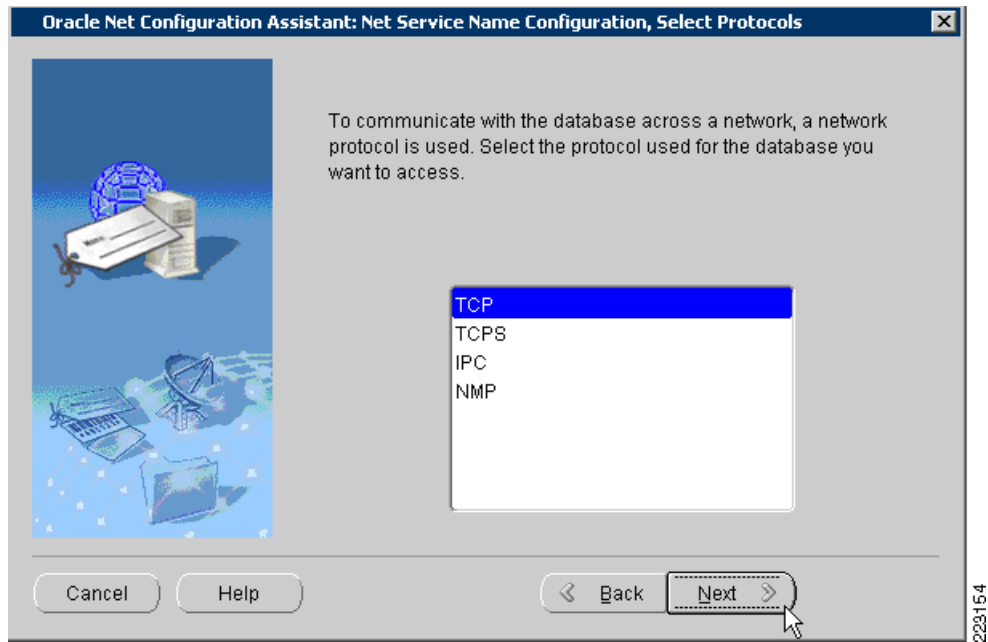 Oracle Net Configuration Assistant: Net Service Name Configuration, Select Protocols
To communicate with the database across a network, a network
protocol is used. Select the protocol used for the database you
want to access.
TCP
TCPS
IPC
NMP
Cancel
Help
Back
Next
223154